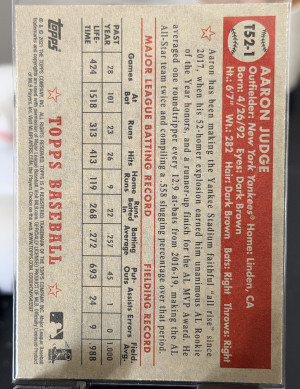 T52-1
AARON JUDGE
Outfielder: New York Yankees® Home: Linden, CA
Born: 4/26/92 Eyes: Dark Brown Bats: Right Throws: Right
Ht.: 6'7" Wt.: 282 Hair: Dark Brown
Aaron has been making the Yankee Stadium faithful "all rise" since
2017, when his 52-homer explosion earned him unanimous AL Rookie
of the Year honors, and a runner-up finish for the AL MVP Award. He
averaged one roundtripper every 12.9 at-bats from 2016-19, making the AL
All-Star team twice and compiling a .558 slugging percentage over that period.
MAJOR LEAGUE BATTING RECORD FIELDING RECORD
Games At Bat Runs Hits Home Runs Runs Batted In Batting Average Put-Outs Assists Errors Field. Avg.
PAST YEAR 28 101 23 26 9 22 .257 45 1 0 1.000
LIFE-TIME 424 1518 313 413 119 268 .272 693 24 9 .988
topps TOPPS BASEBALL